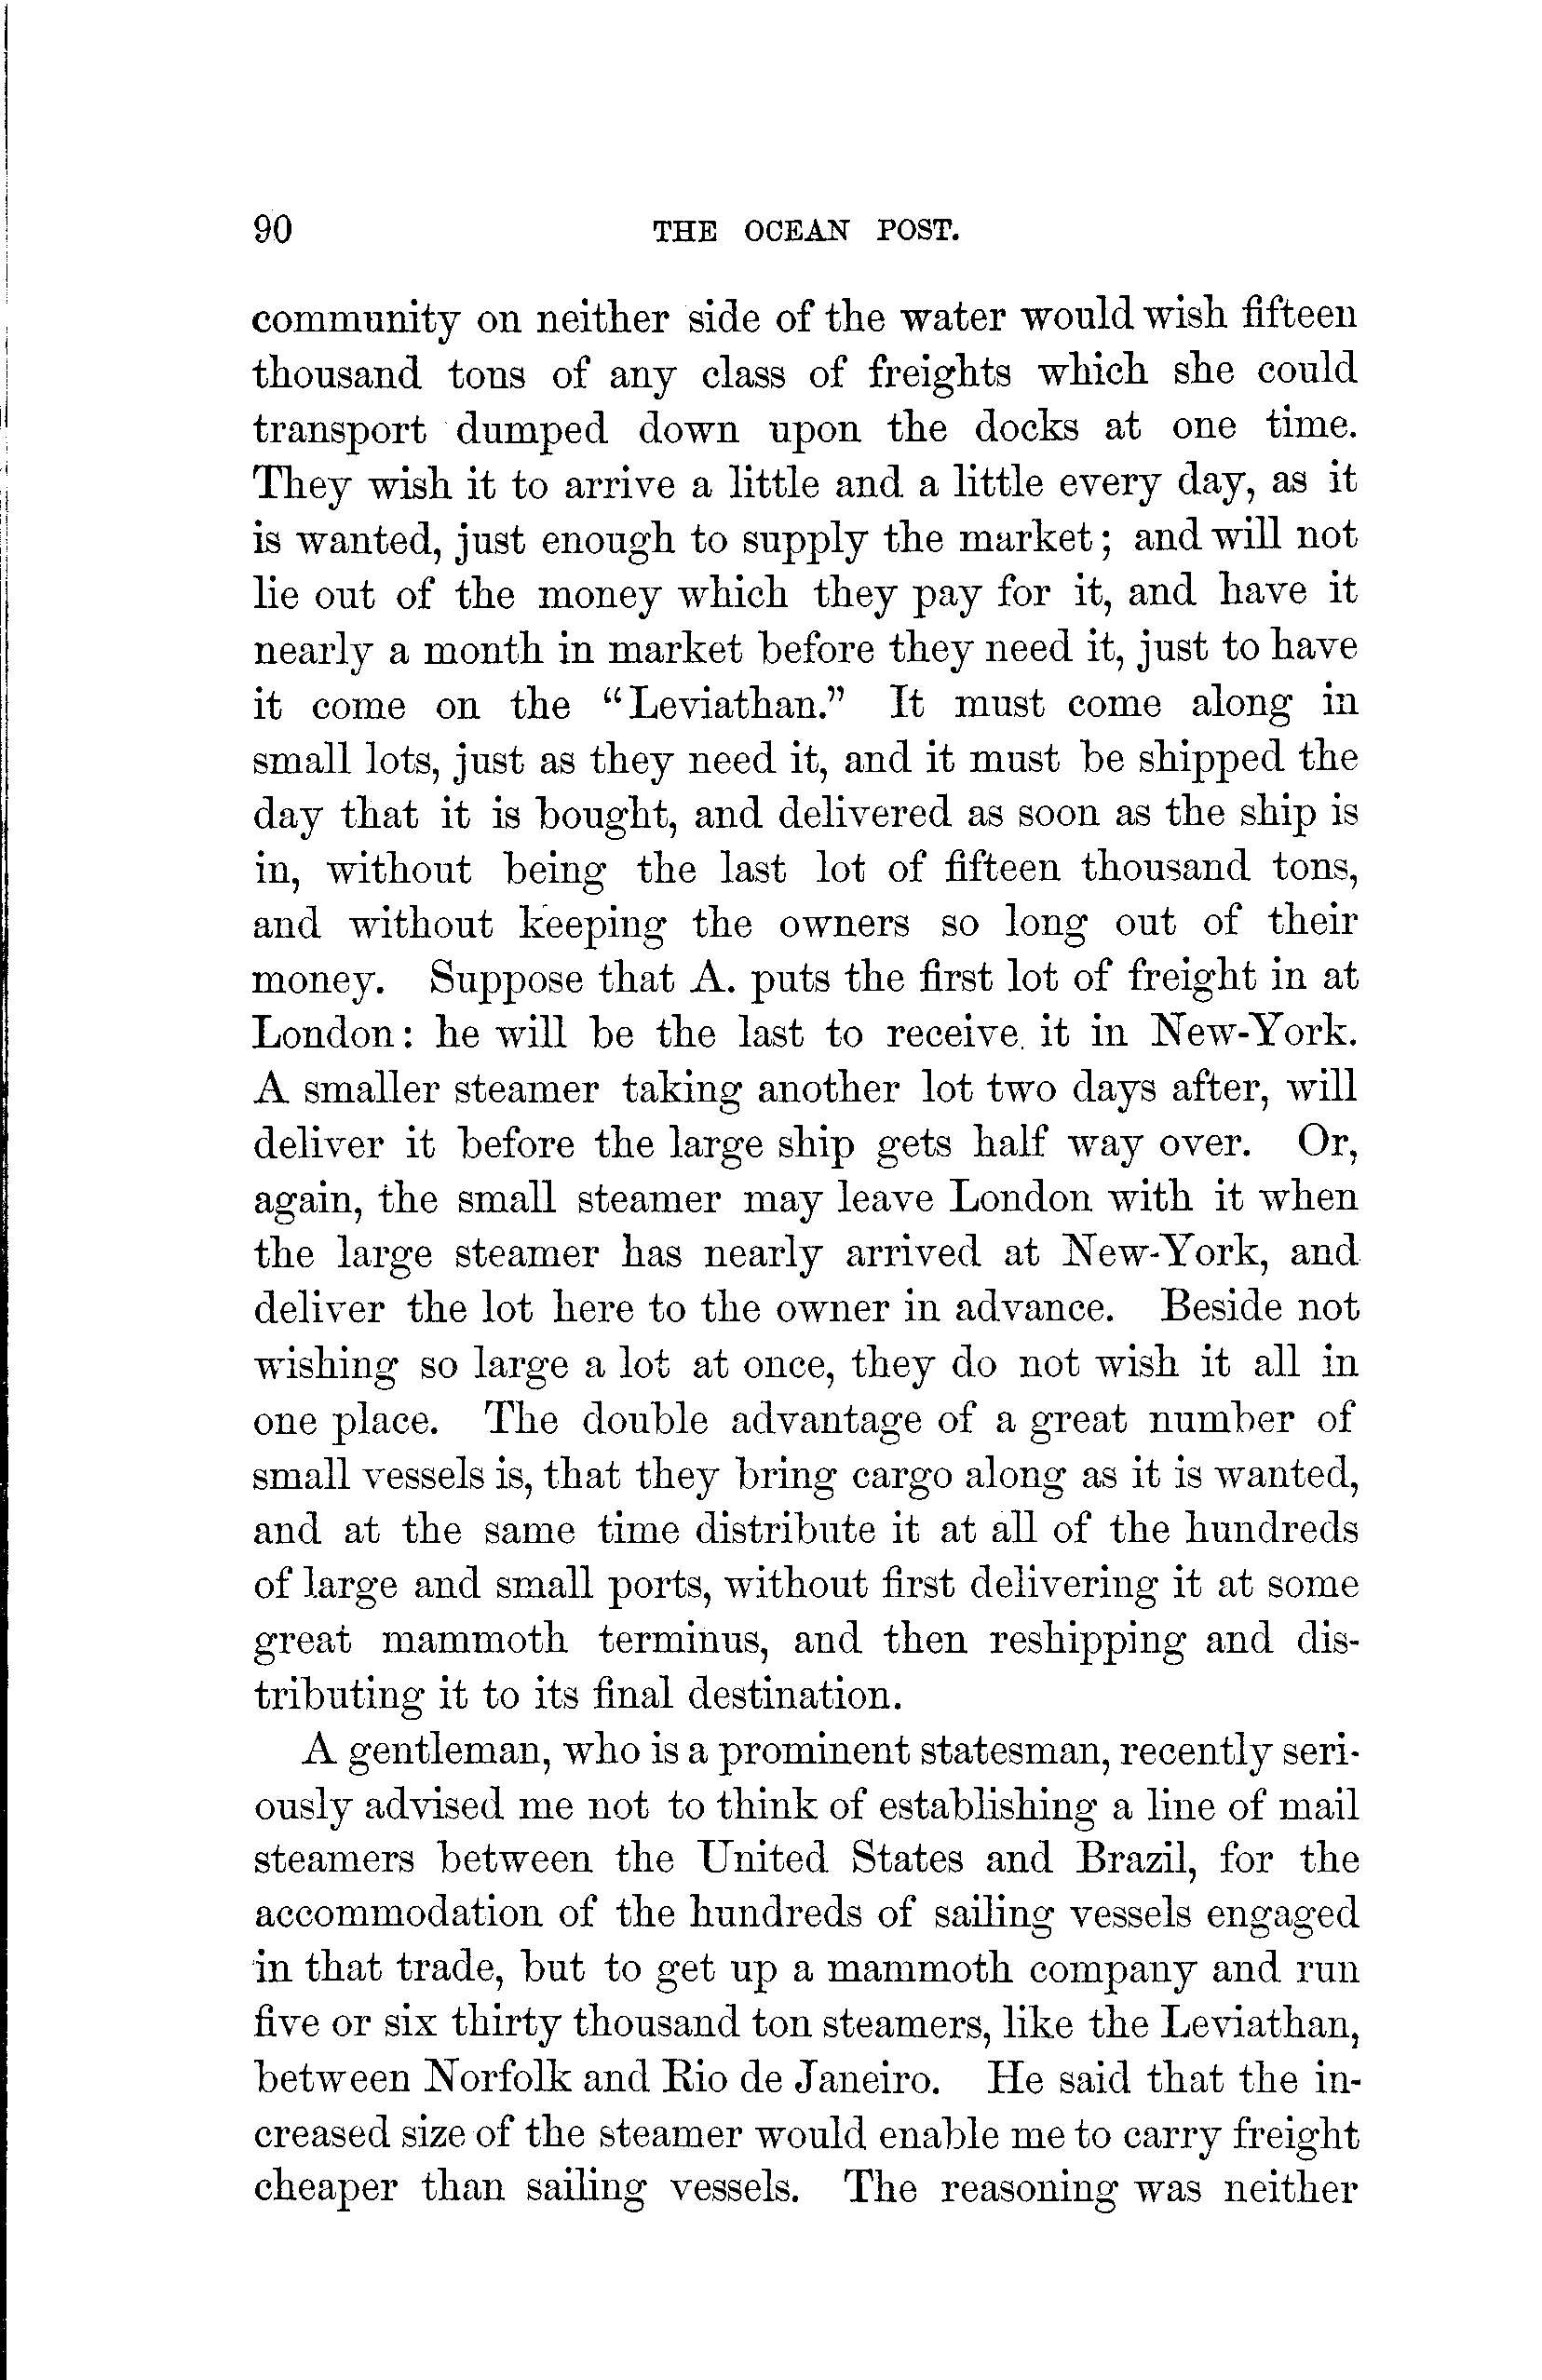 90 THE OCEAN POST.
community on neither side of the water would wish fifteen
thousand tons of any class of freights which she could
transport dumped down upon the docks at one time.
They wish it to arrive a little and a little every day, as it
is wanted, just enough to supply the market; and will not
lie out of the money which they pay for it, and have it
nearly a month in market before they need it, just to have
it come on the "Leviathan." It must come along in
small lots, just as they need it, and it must be shipped the
day that it is bought, and delivered as soon as the ship is
in, without being the last lot of fifteen thousand tons,
and without keeping the owners so long out of their
money. Suppose that A. puts the first lot of freight in at
London: he will be the last to receive it in New-York.
A smaller steamer taking another lot two days after, will
deliver it before the large ship gets half way over. Or,
again, the small steamer may leave London with it when
the large steamer has nearly arrived at New-York, and
deliver the lot here to the owner in advance. Beside not
wishing so large a lot at once, they do not wish it all in
one place. The double advantage of a great number of
small vessels is, that they bring cargo along as it is wanted,
and at the same time distribute it at all of the hundreds
of large and small ports, without first delivering it at some
great mammoth terminus, and then reshipping and dis-
tributing it to its final destination.
A gentleman, who is a prominent statesman, recently seri-
ously advised me not to think of establishing a line of mail
steamers between the United States and Brazil, for the
accommodation of the hundreds of sailing vessels engaged
in that trade, but to get up a mammoth company and run
five or six thirty thousand ton steamers, like the Leviathan,
between Norfolk and Rio de Janeiro. He said that the in-
creased size of the steamer would enable me to carry freight
cheaper than sailing vessels. The reasoning was neither